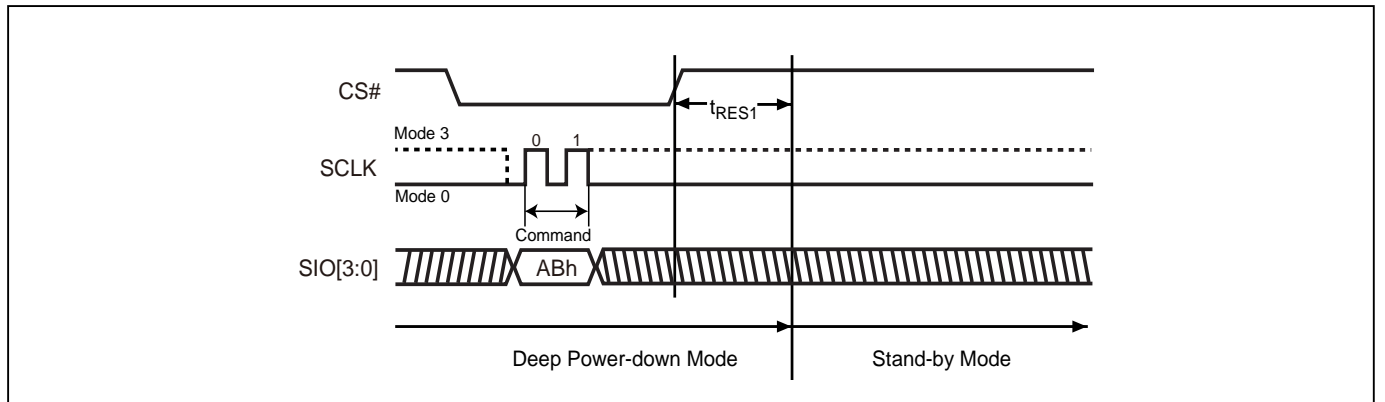 CS#
tRES1
Mode 3
0 1
SCLK
Mode 0
Command
SIO[3:0]
ABh
Deep Power-down Mode
Stand-by Mode